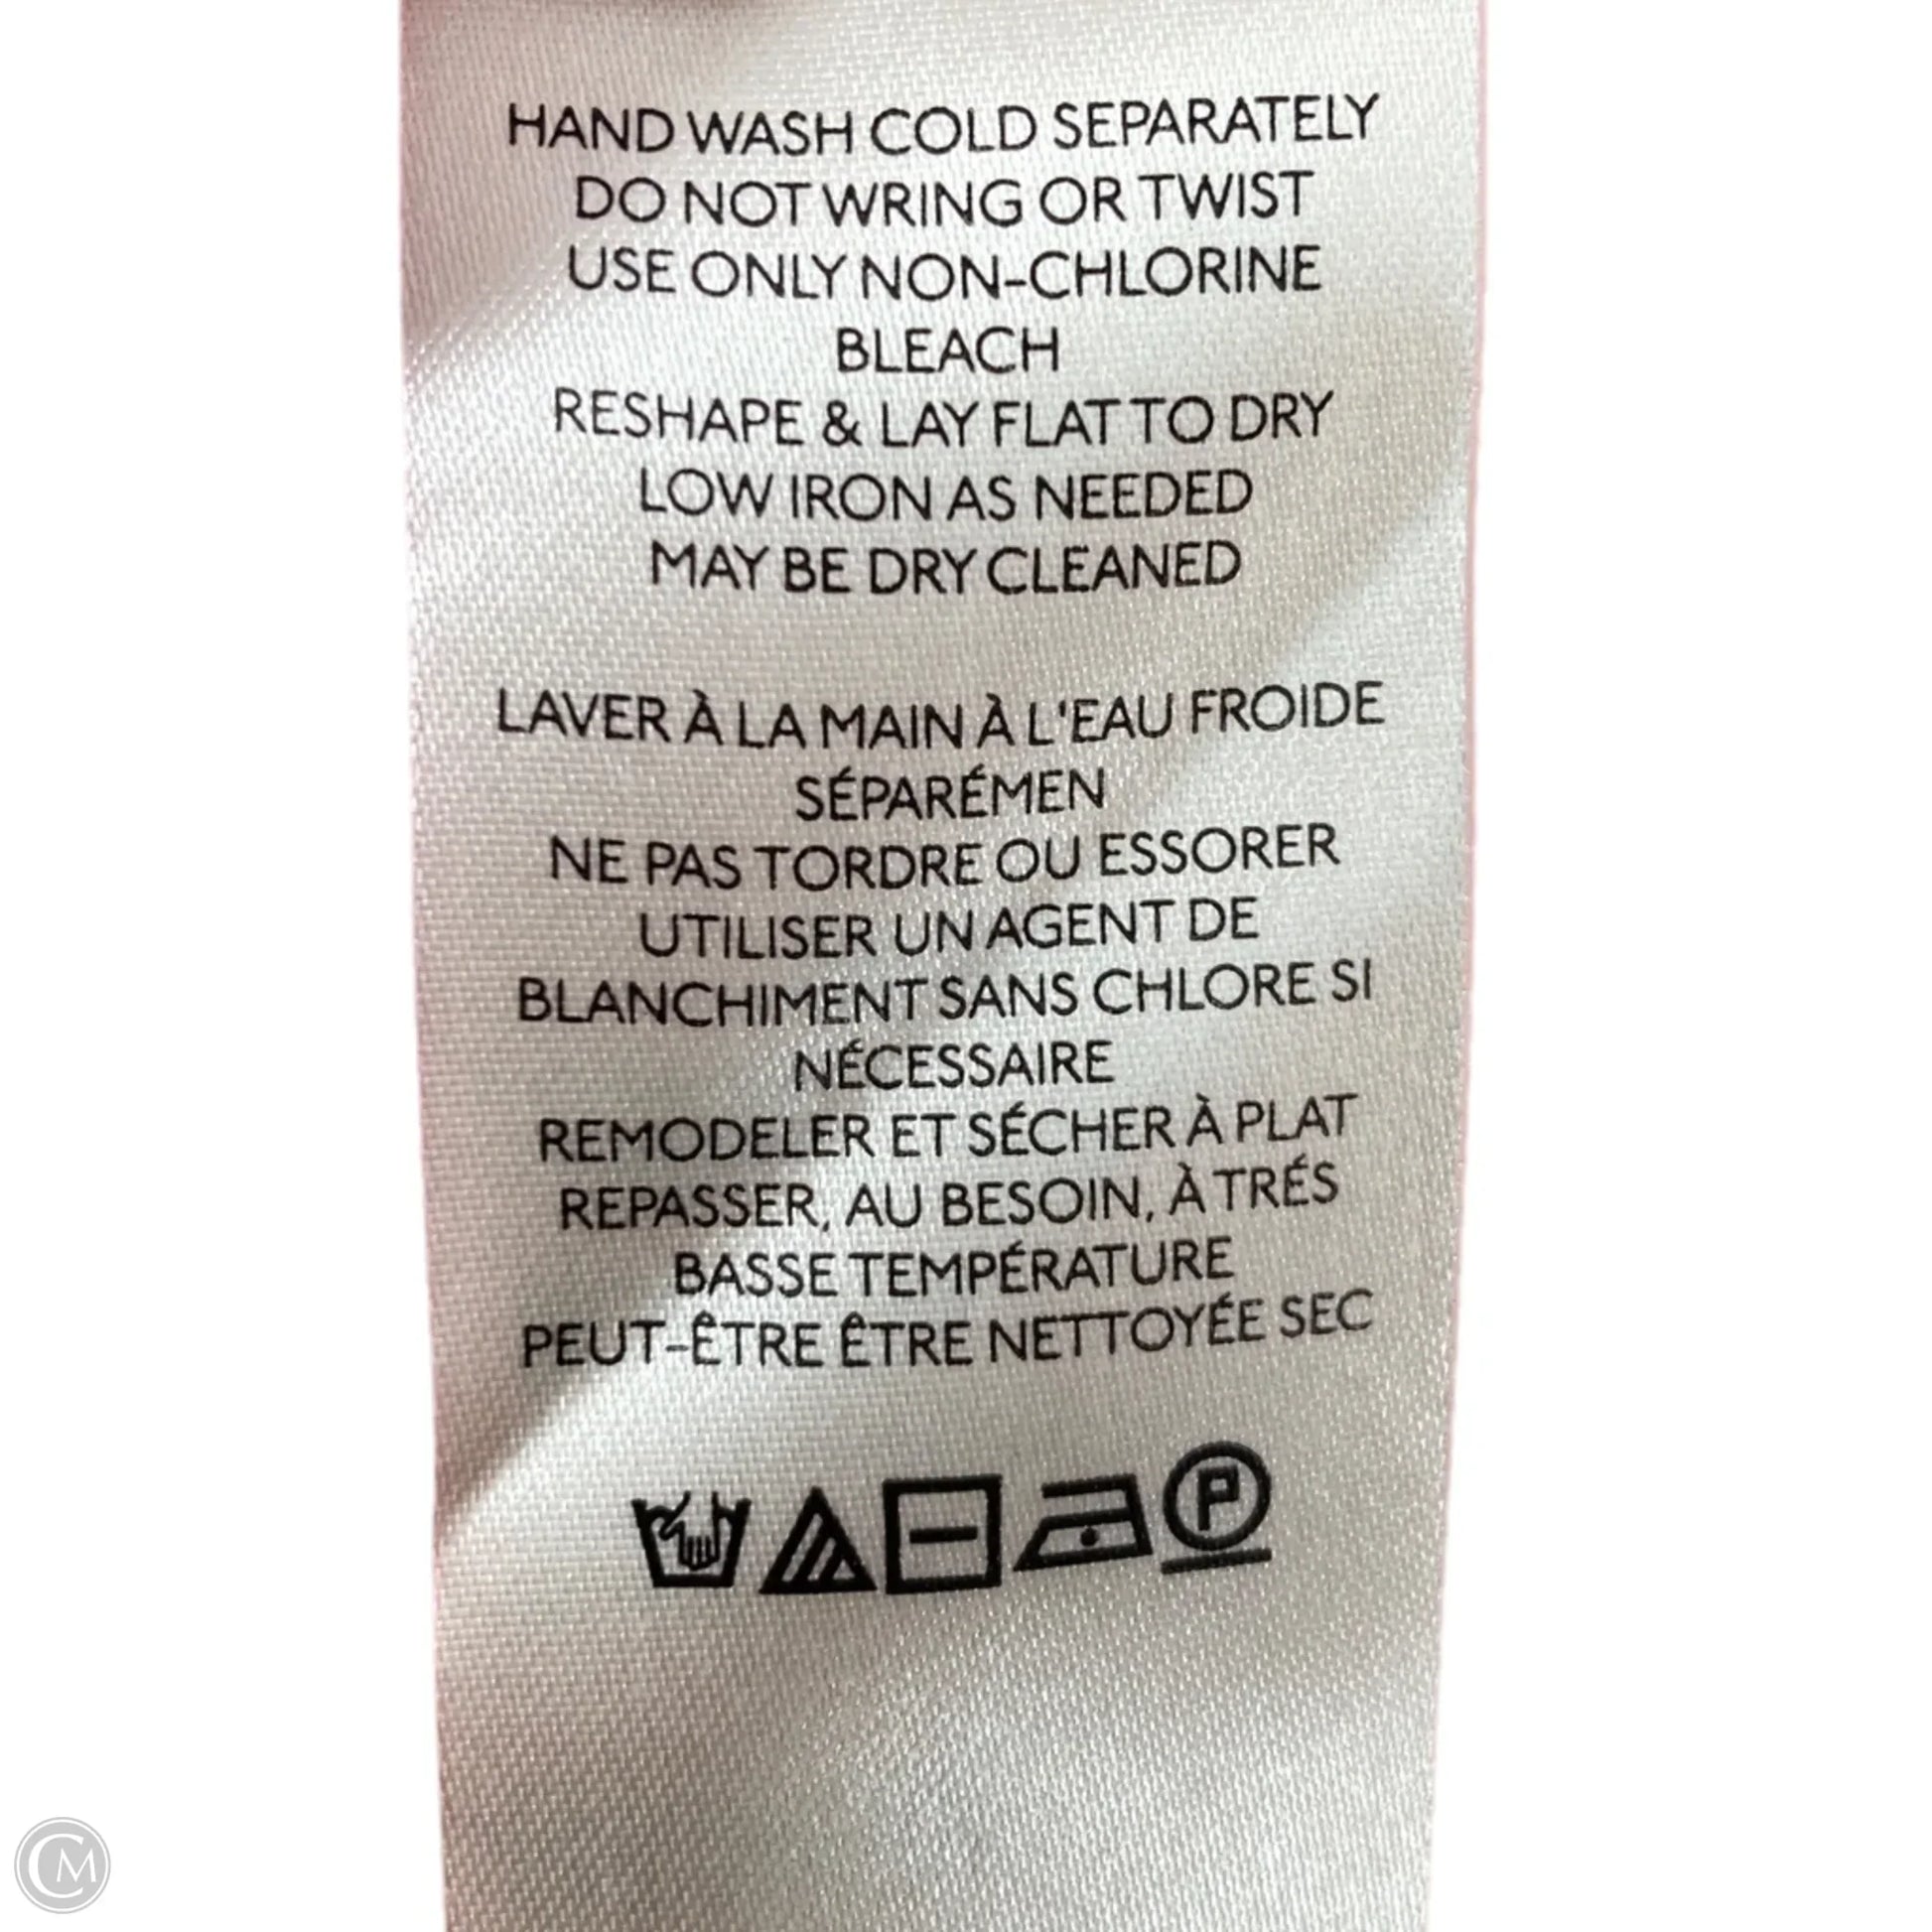 HAND WASH COLD SEPARATELY
DO NOT WRING OR TWIST
USE ONLY NON-CHLORINE
BLEACH
RESHAPE & LAY FLAT TO DRY
LOW IRON AS NEEDED
MAY BE DRY CLEANED
LAVER À LA MAIN À L'EAU FROIDE
SÉPARÉMEN
NE PAS TORDRE OU ESSORER
UTILISER UN AGENT DE
BLANCHIMENT SANS CHLORE SI
NÉCESSAIRE
REMODELER ET SÉCHER À PLAT
REPASSER, AU BESOIN, À TRÉS
BASSE TEMPÉRATURE
PEUT-ÊTRE ÊTRE NETTOYÉE SEC
P
CM